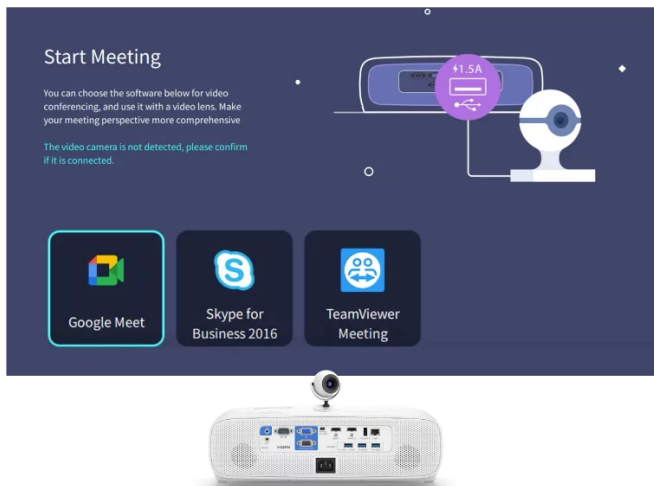 Start Meeting
You can choose the software below for video
conferencing, and use it with a video lens. Make
your meeting perspective more comprehensive
The video camera is not detected, please confirm
if it is connected.
1.5A
Google Meet
S
Skype for
Business 2016
TeamViewer
Meeting